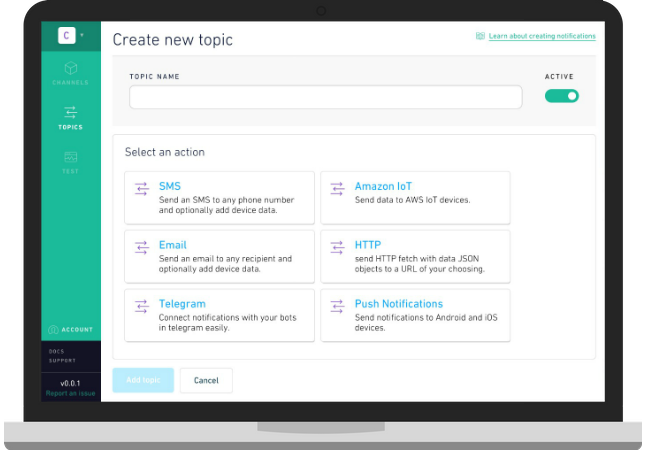 C
Create new topic
Learn about creating notifications
CHANNELS
TOPICS
TEST
TOPIC NAME
ACTIVE
Select an action
SMS
Send an SMS to any phone number
and optionally add device data.
Amazon IoT
Send data to AWS IoT devices.
Email
Send an email to any recipient and
optionally add device data.
HTTP
send HTTP fetch with data JSON
objects to a URL of your choosing.
Telegram
Connect notifications with your bots
in telegram easily.
Push Notifications
Send notifications to Android and iOS
devices.
ACCOUNT
DOCS
SUPPORT
v0.0.1
Report an issue
Add topic
Cancel